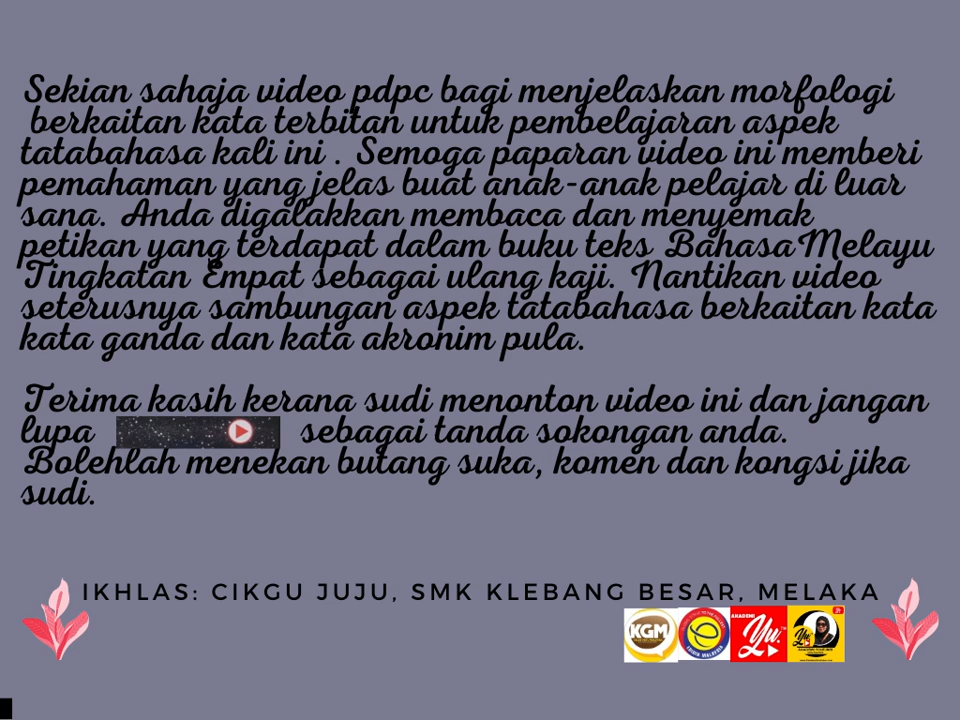 Sekian sahaja video pdpc bagi menjelaskan morfologi
berkaitan kata terbitan untuk pembelajaran aspek
tatabahasa kali ini . Semoga paparan video ini memberi
pemahaman yang jelas buat anak-anak pelajar di luar
sana. Anda digalakkan membaca dan menyemak
petikan yang terdapat dalam buku teks Bahasa Melayu
Tingkatan Empat sebagai ulang kaji. Nantikan video
seterusnya sambungan aspek tatabahasa berkaitan kata
kata ganda dan kata akronim pula.
Terima kasih kerana sudi menonton video ini dan jangan
lupa sebagai tanda sokongan anda.
Bolehlah menekan butang suka, komen dan kongsi jika
sudi.
IKHLAS: CIKGU JUJU, SMK KLEBANG BESAR, MELAKA
KGM
AKADEMI
Yu